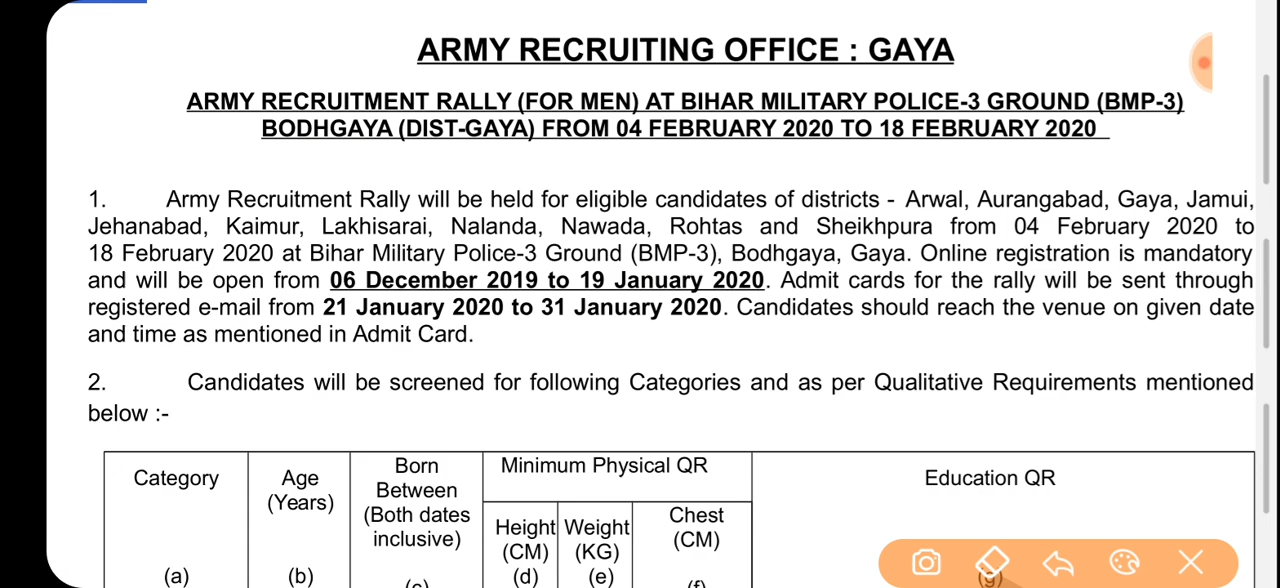 ARMY RECRUITING OFFICE : GAYA
ARMY RECRUITMENT RALLY (FOR MEN) AT BIHAR MILITARY POLICE-3 GROUND (BMP-3)
BODHGAYA (DIST-GAYA) FROM 04 FEBRUARY 2020 TO 18 FEBRUARY 2020
1. Army Recruitment Rally will be held for eligible candidates of districts - Arwal, Aurangabad, Gaya, Jamui,
Jehanabad, Kaimur, Lakhisarai, Nalanda, Nawada, Rohtas and Sheikhpura from 04 February 2020 to
18 February 2020 at Bihar Military Police-3 Ground (BMP-3), Bodhgaya, Gaya. Online registration is mandatory
and will be open from 06 December 2019 to 19 January 2020. Admit cards for the rally will be sent through
registered e-mail from 21 January 2020 to 31 January 2020. Candidates should reach the venue on given date
and time as mentioned in Admit Card.
2. Candidates will be screened for following Categories and as per Qualitative Requirements mentioned
below :-
Category
(a)
Age
(Years)
(b)
Born
Between
(Both dates
inclusive)
(c)
Minimum Physical QR
Height
(CM)
(d)
Weight
(KG)
(e)
Chest
(CM)
(f)
Education QR
(g)